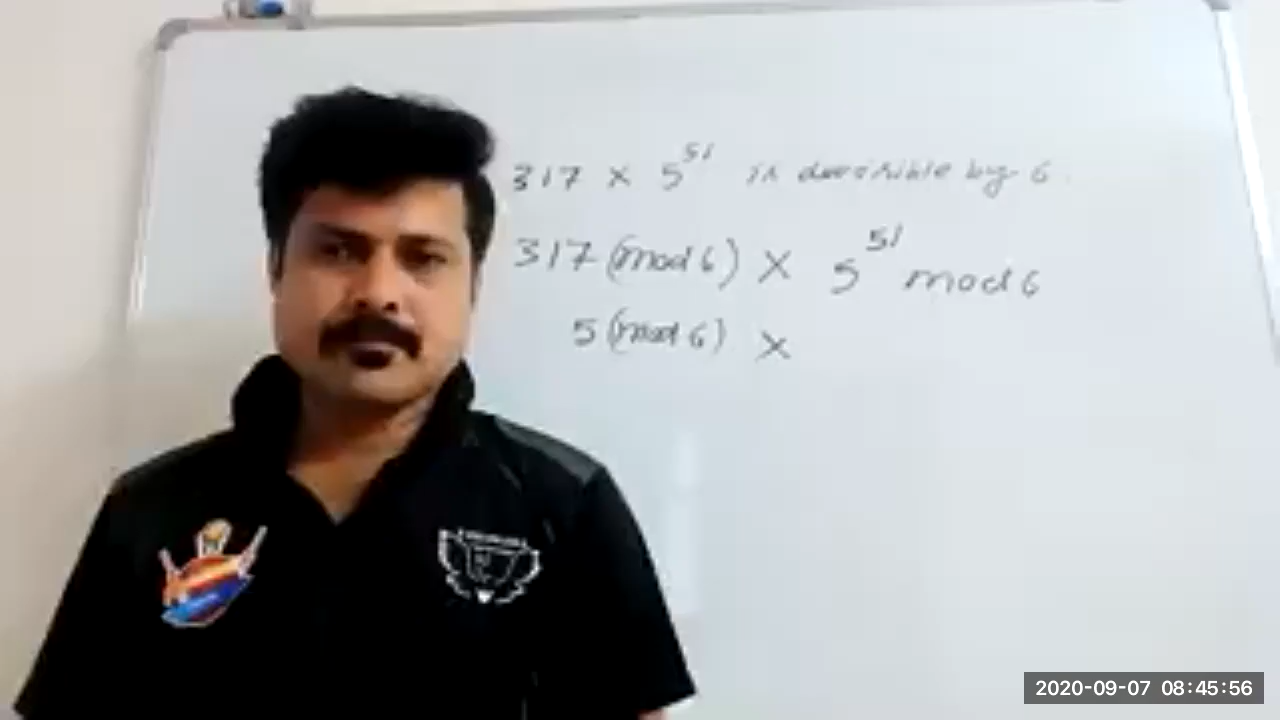 317 × 5^51 is divisible by 6.
317 (mod 6) × 5^51 mod 6
5 (mod 6) ×
2020-09-07 08:45:56